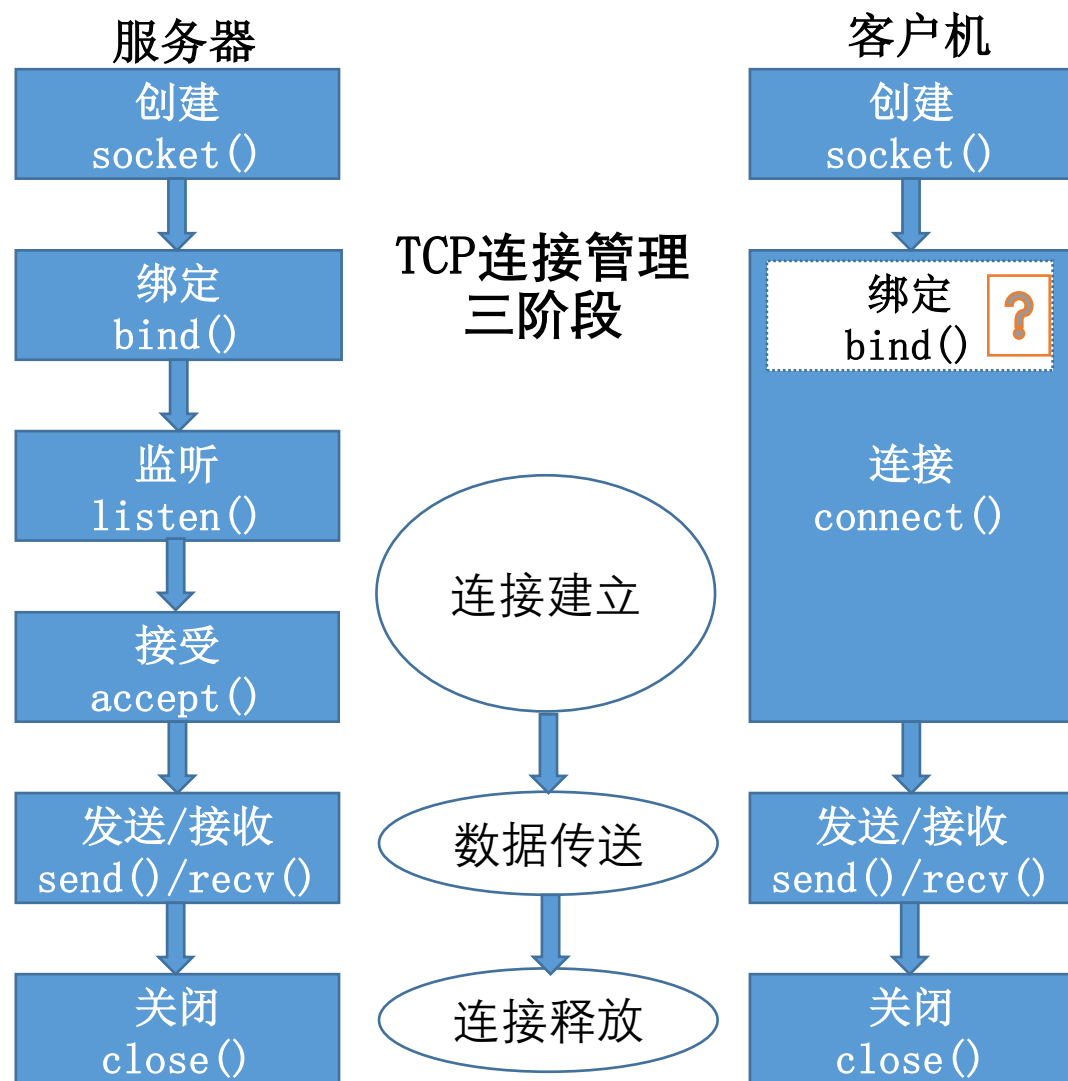 服务器
创建
socket()
绑定
bind()
监听
listen()
接受
accept()
发送/接收
send()/recv()
关闭
close()
TCP连接管理
三阶段
连接建立
数据传送
连接释放
客户机
创建
socket()
绑定
bind()
?
连接
connect()
发送/接收
send()/recv()
关闭
close()